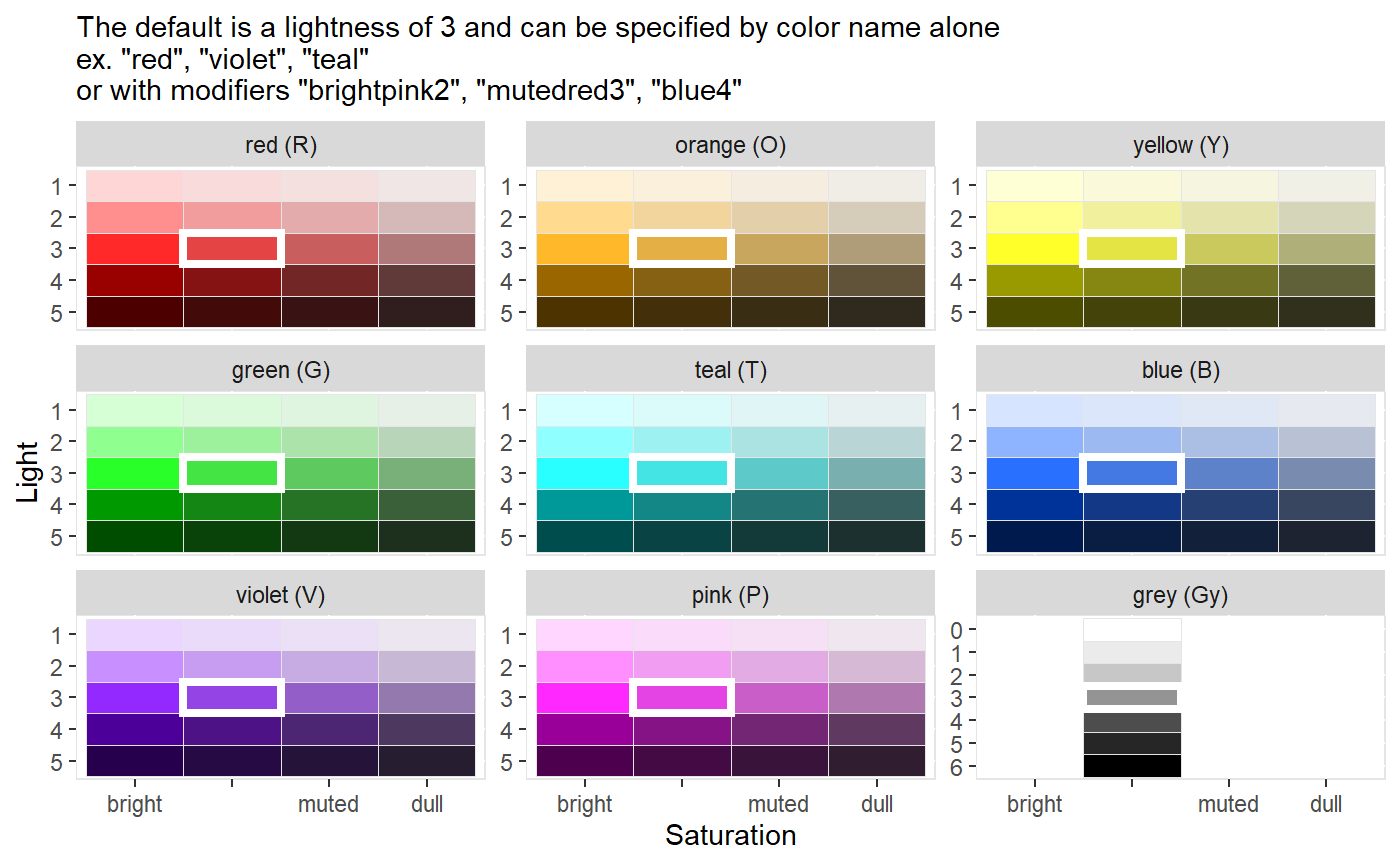 The default is a lightness of 3 and can be specified by color name alone
ex. "red", "violet", "teal"
or with modifiers "brightpink2", "mutedred3", "blue4"
red (R)
orange (O)
yellow (Y)
1
2
3
4
5
1
2
3
4
5
1
2
3
4
5
green (G)
teal (T)
blue (B)
1
2
3
4
5
1
2
3
4
5
1
2
3
4
5
Light
violet (V)
pink (P)
grey (Gy)
1
2
3
4
5
1
2
3
4
5
0
1
2
3
4
5
6
bright muted dull
bright muted dull
bright muted dull
Saturation